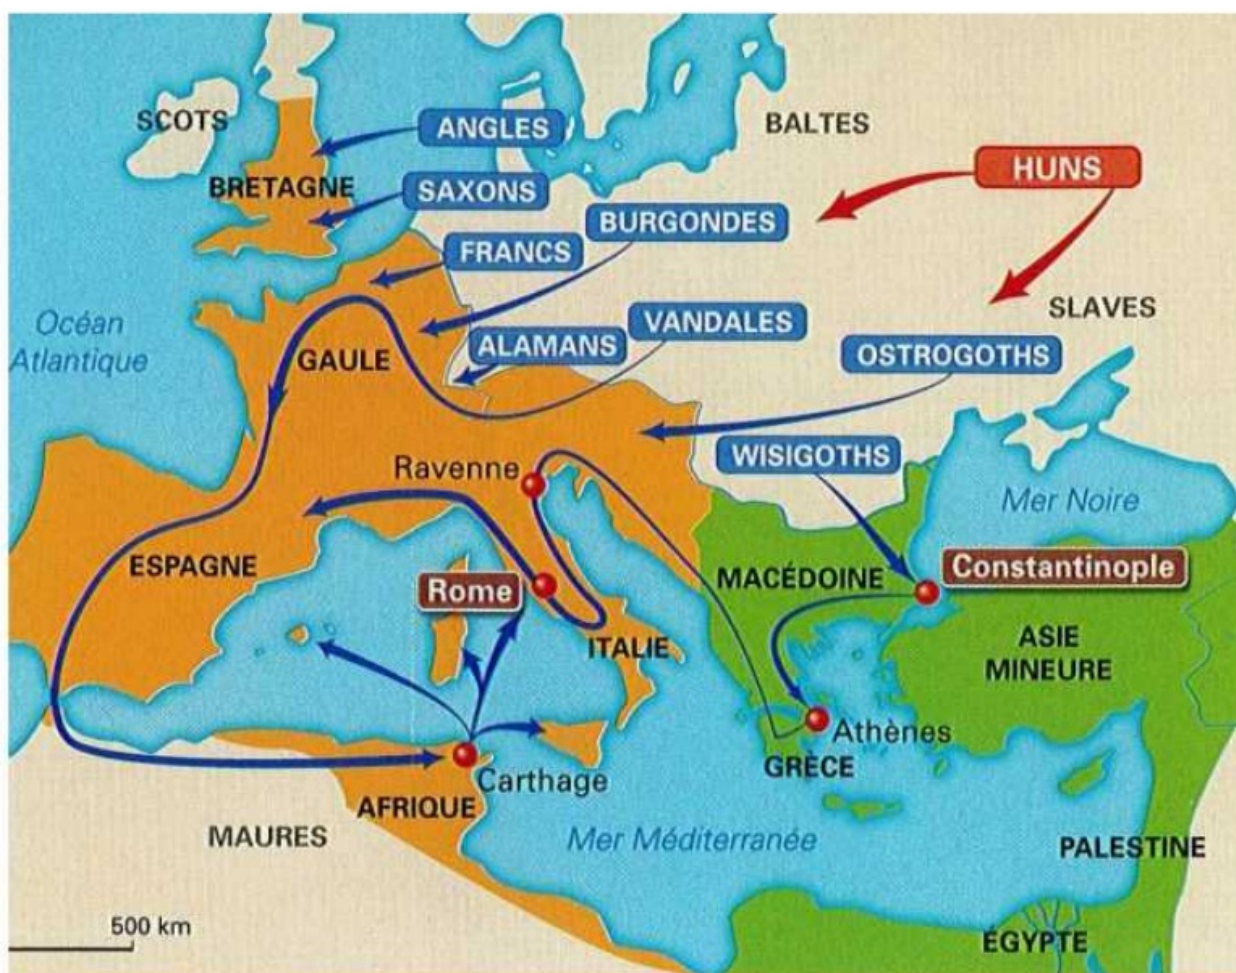 SCOTS
ANGLES
BALTES
HUNS
BRETAGNE
SAXONS
BURGONDES
FRANCS
SLAVES
Océan
Atlantique
GAULE
ALAMANS
VANDALES
OSTROGOTHS
Ravenne
WISIGOTHS
Mer Noire
ESPAGNE
Rome
MACÉDOINE
Constantinople
ITALIE
ASIE
MINEURE
Athènes
GRÈCE
Carthage
AFRIQUE
MAURES
Mer Méditerranée
PALESTINE
500 km
ÉGYPTE